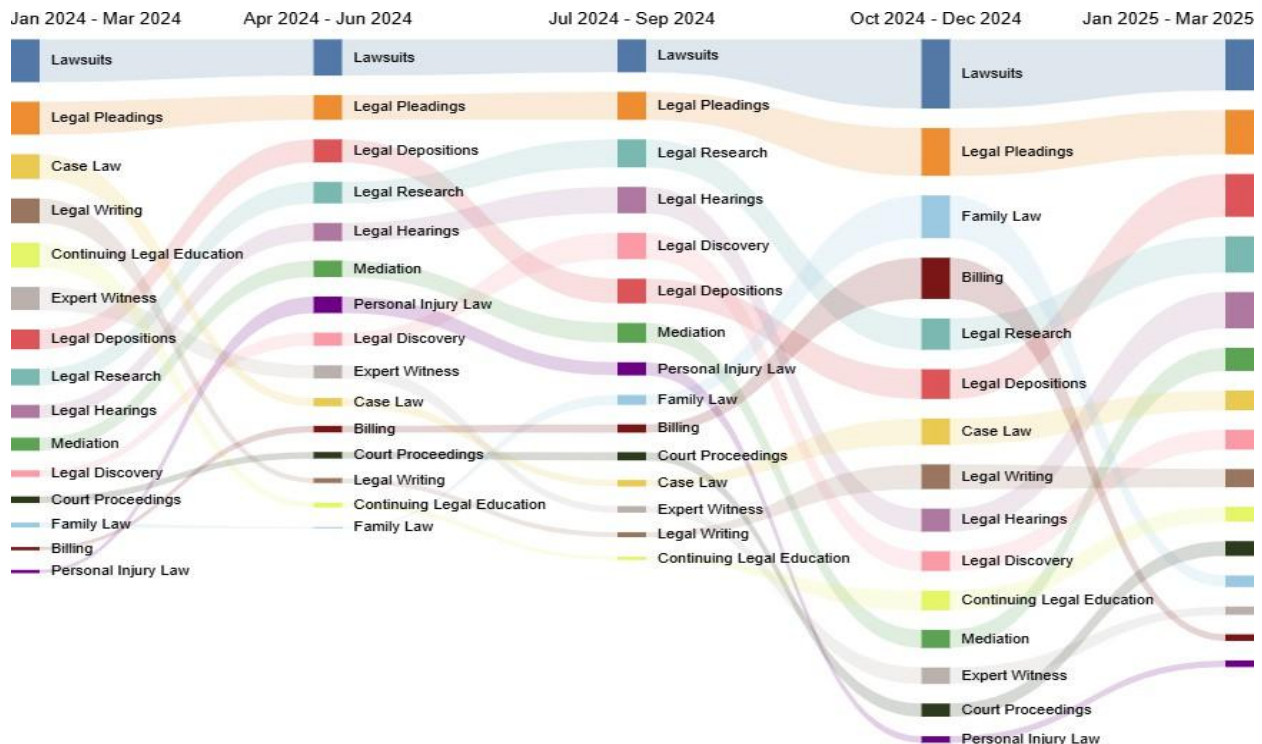 Jan 2024 - Mar 2024
Apr 2024 - Jun 2024
Jul 2024 - Sep 2024
Oct 2024 - Dec 2024
Jan 2025 - Mar 2025
Lawsuits
Legal Pleadings
Case Law
Legal Writing
Continuing Legal Education
Expert Witness
Legal Depositions
Legal Research
Legal Hearings
Mediation
Legal Discovery
Court Proceedings
Family Law
Billing
Personal Injury Law
Lawsuits
Legal Pleadings
Legal Depositions
Legal Research
Legal Hearings
Mediation
Personal Injury Law
Legal Discovery
Expert Witness
Case Law
Billing
Court Proceedings
Legal Writing
Continuing Legal Education
Family Law
Lawsuits
Legal Pleadings
Legal Research
Legal Hearings
Legal Discovery
Legal Depositions
Mediation
Personal Injury Law
Family Law
Billing
Court Proceedings
Case Law
Expert Witness
Legal Writing
Continuing Legal Education
Lawsuits
Legal Pleadings
Family Law
Billing
Legal Research
Legal Depositions
Case Law
Legal Writing
Legal Hearings
Legal Discovery
Continuing Legal Education
Mediation
Expert Witness
Court Proceedings
Personal Injury Law